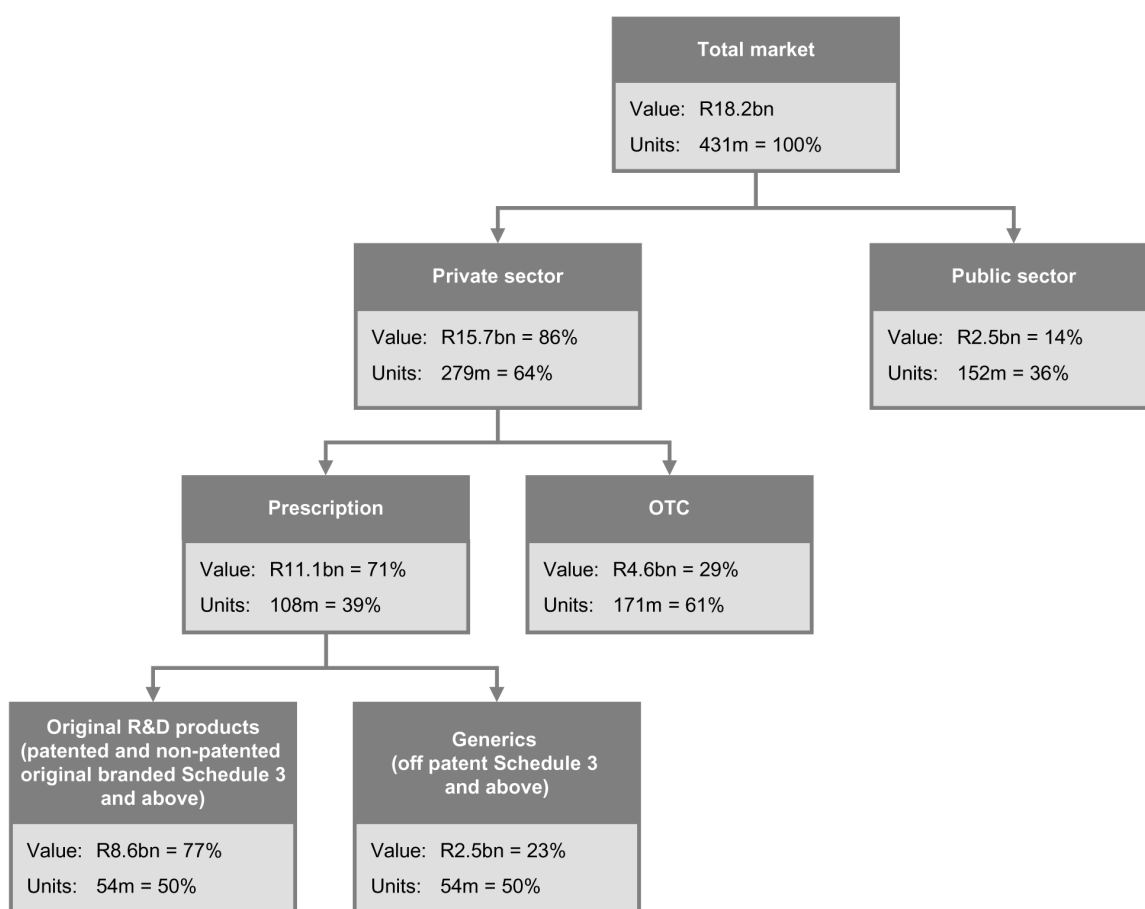 Total market
Value: R18.2bn
Units: 431m = 100%
Private sector
Value: R15.7bn = 86%
Units: 279m = 64%
Public sector
Value: R2.5bn = 14%
Units: 152m = 36%
Prescription
Value: R11.1bn = 71%
Units: 108m = 39%
OTC
Value: R4.6bn = 29%
Units: 171m = 61%
Original R&D products
(patented and non-patented
original branded Schedule 3
and above)
Value: R8.6bn = 77%
Units: 54m = 50%
Generics
(off patent Schedule 3
and above)
Value: R2.5bn = 23%
Units: 54m = 50%